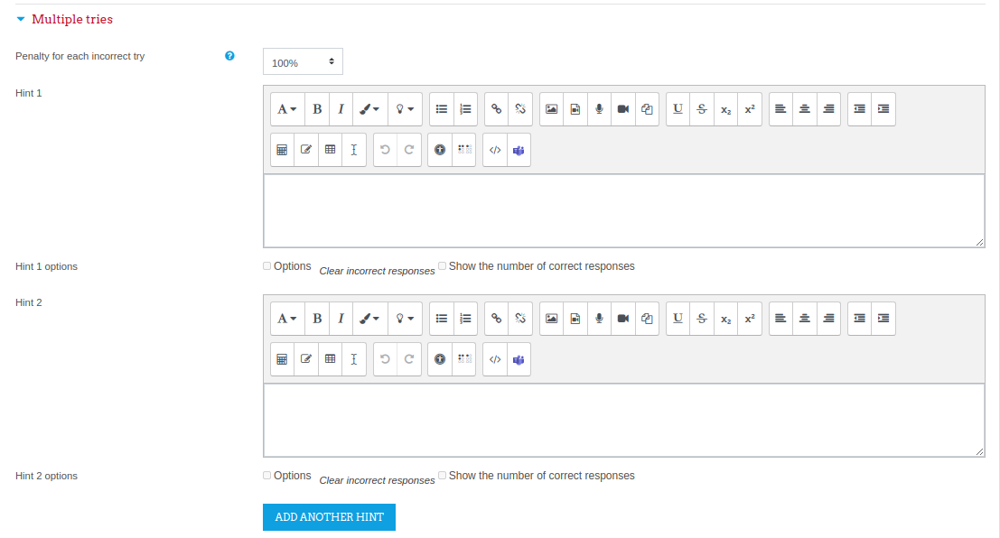 Multiple tries
Penalty for each incorrect try ? 100%
Hint 1
A B I U S x₂ x²
</>
Hint 1 options Options Clear incorrect responses Show the number of correct responses
Hint 2
A B I U S x₂ x²
</>
Hint 2 options Options Clear incorrect responses Show the number of correct responses
ADD ANOTHER HINT